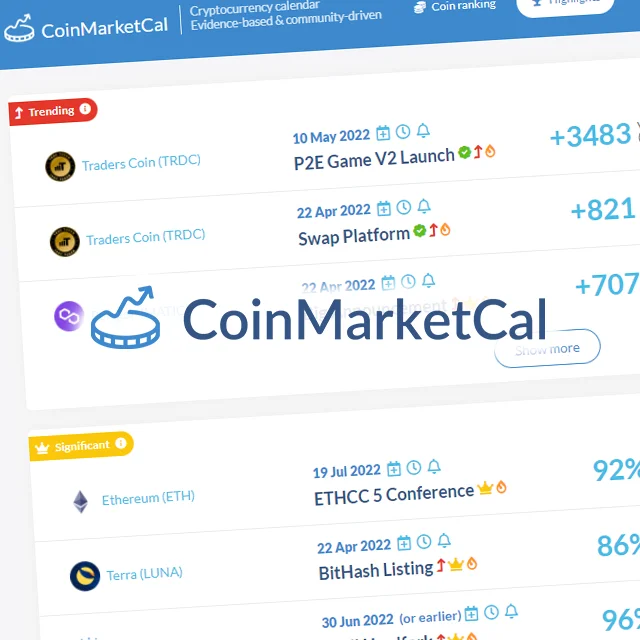 CoinMarketCal
Cryptocurrency calendar
Evidence-based & community-driven
Coin ranking
Highlights
Trending
10 May 2022
Traders Coin (TRDC)
P2E Game V2 Launch
+3483
22 Apr 2022
Traders Coin (TRDC)
Swap Platform
+821
22 Apr 2022
+707
CoinMarketCal
Show more
Significant
19 Jul 2022
Ethereum (ETH)
ETHCC 5 Conference
92%
22 Apr 2022
Terra (LUNA)
BitHash Listing
86%
30 Jun 2022 (or earlier)
96%